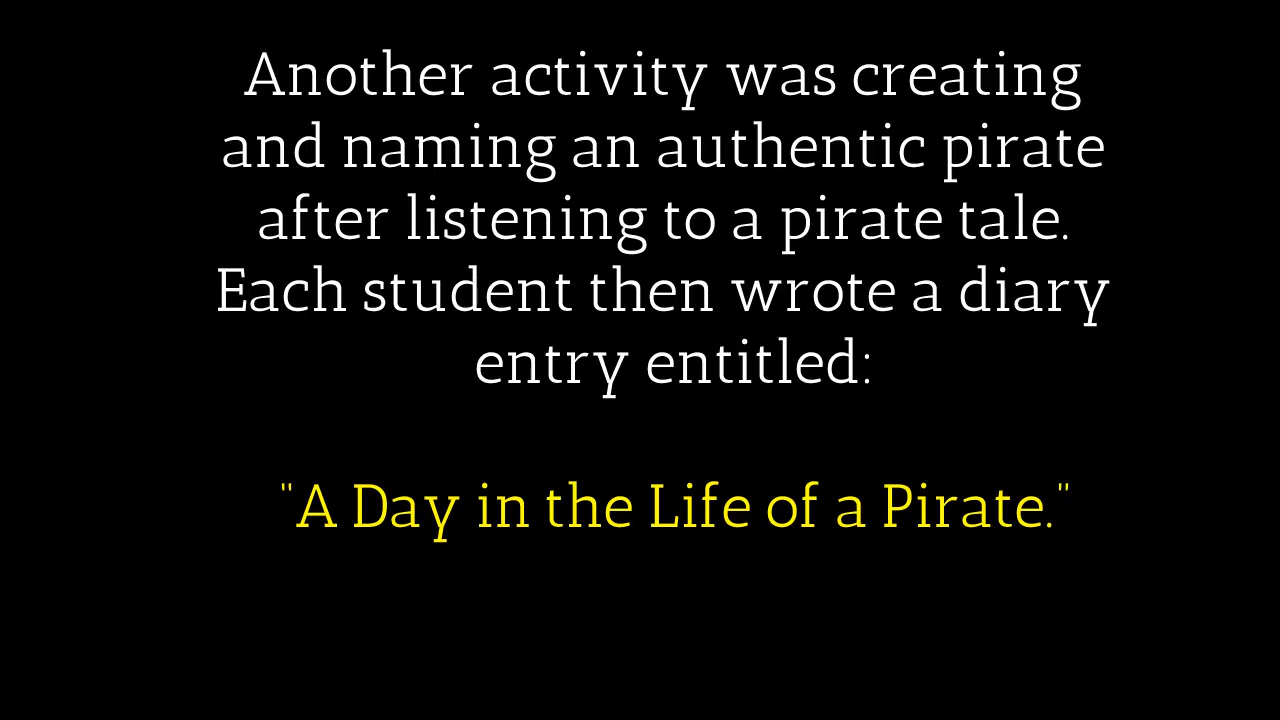 Another activity was creating
and naming an authentic pirate
after listening to a pirate tale.
Each student then wrote a diary
entry entitled:
"A Day in the Life of a Pirate."